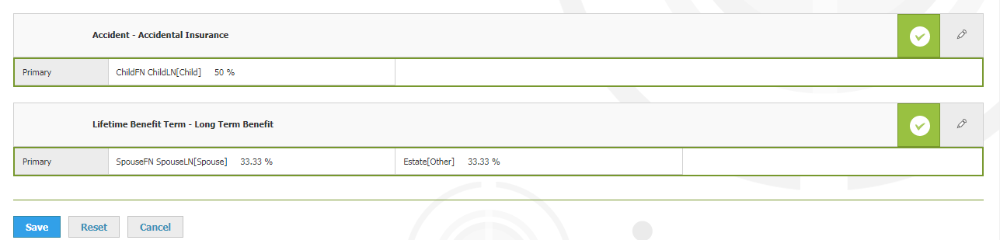 Accident - Accidental Insurance
Primary ChildFN ChildLN[Child] 50 %
Lifetime Benefit Term - Long Term Benefit
Primary SpouseFN SpouseLN[Spouse] 33.33 % Estate[Other] 33.33 %
Save Reset Cancel